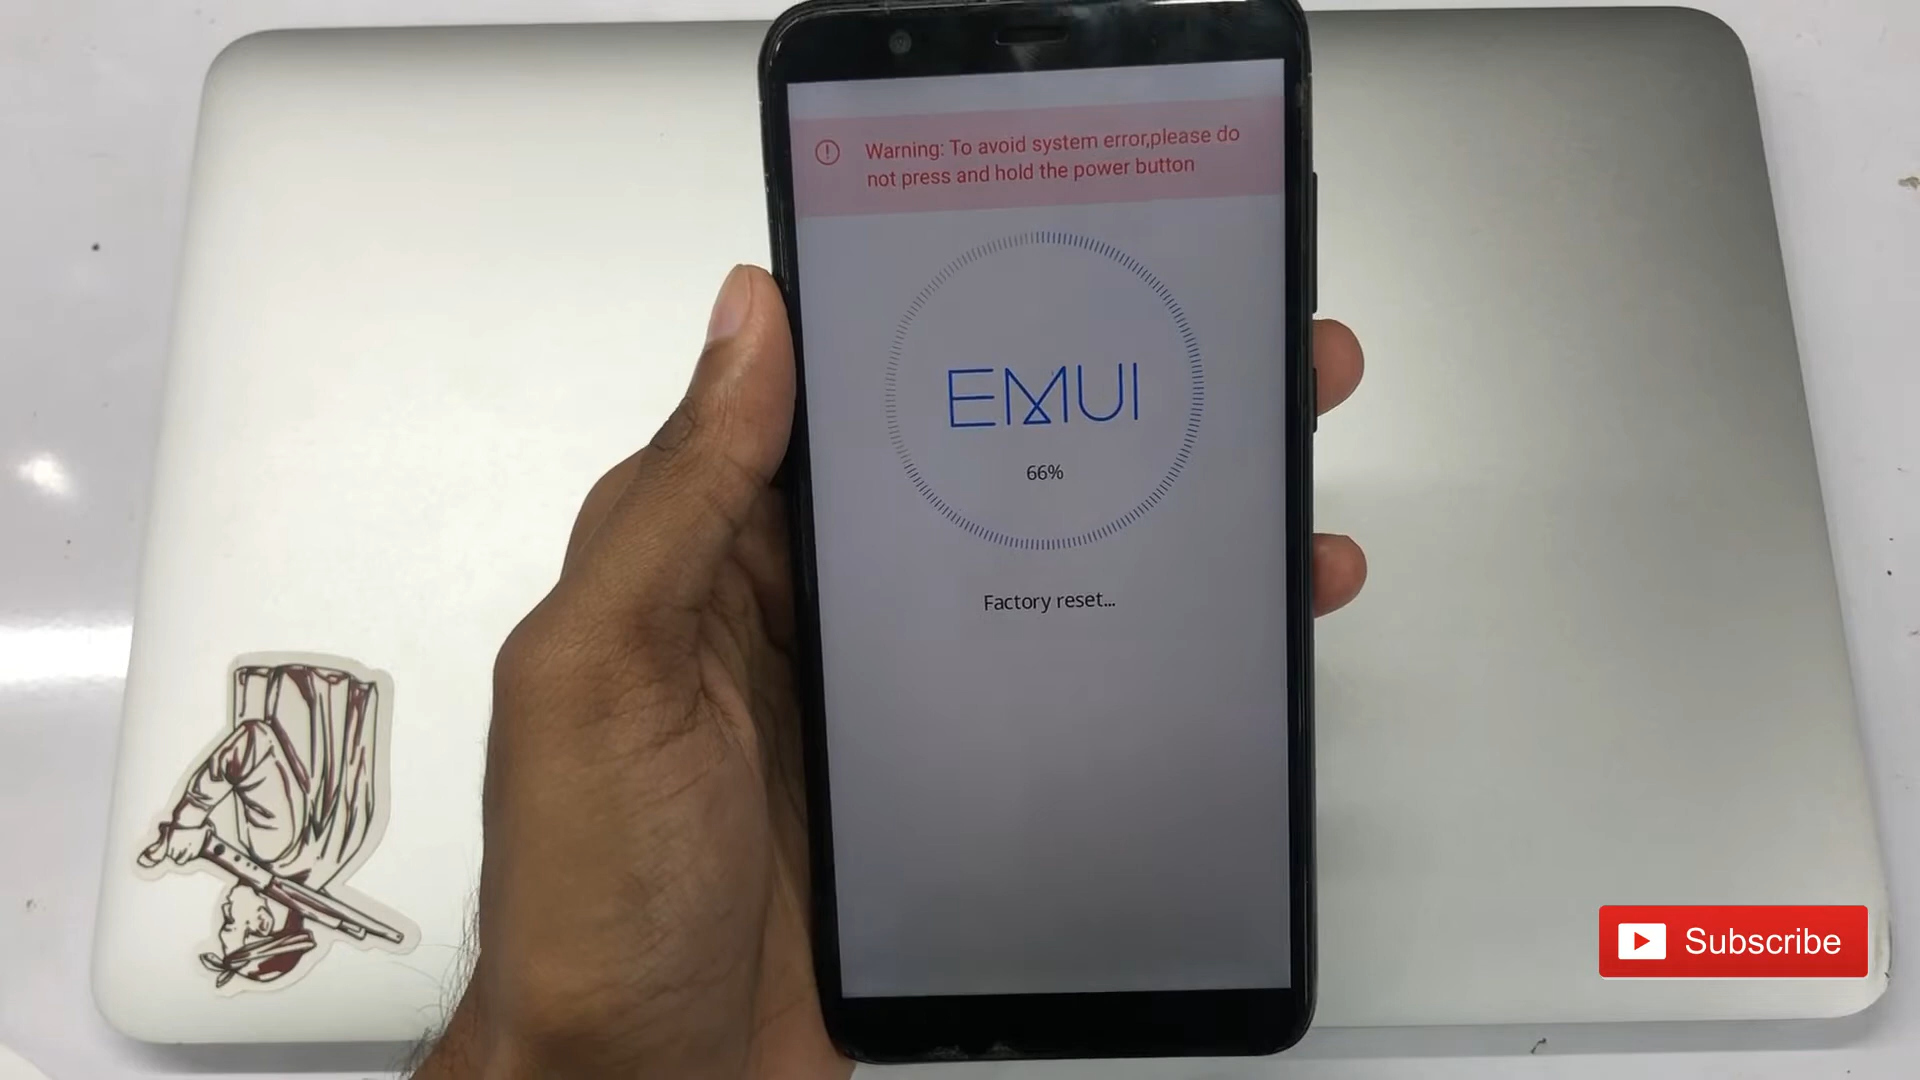 Warning: To avoid system error,please do
not press and hold the power button
EMUI
66%
Factory reset...
Subscribe